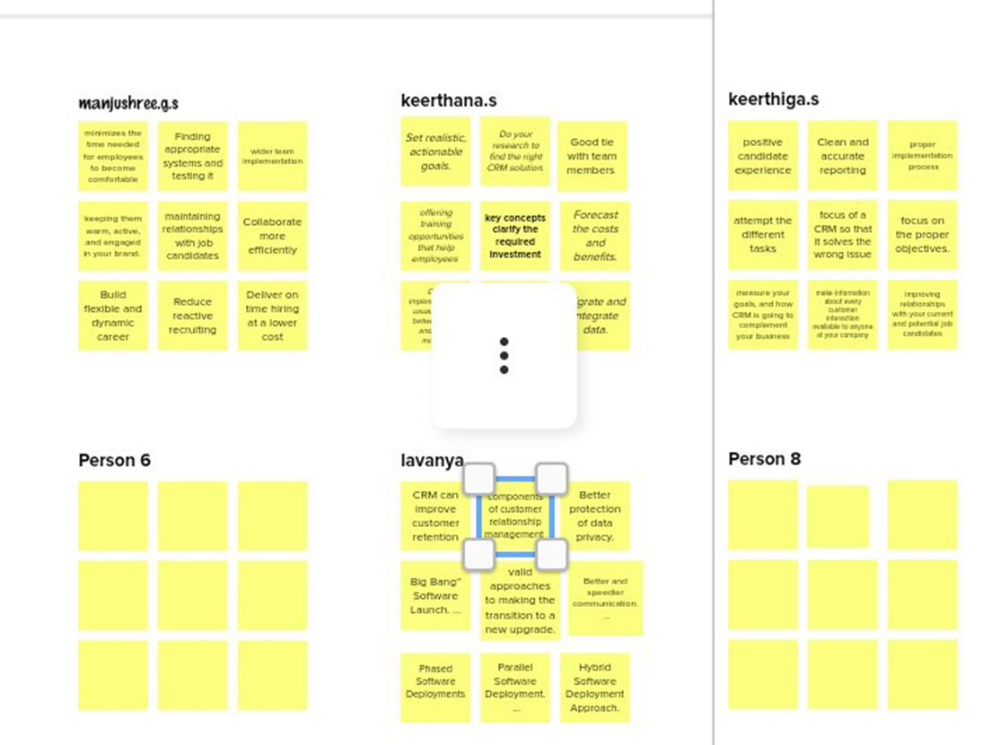 manjushree.g.s
minimizes the
time needed
for employees
to become
comfortable
Finding
appropriate
systems and
testing it
wider team
implementation
keeping them
warm, active,
and engaged
in your brand.
maintaining
relationships
with job
candidates
Collaborate
more
efficiently
Build
flexible and
dynamic
career
Reduce
reactive
recruiting
Deliver on
time hiring
at a lower
cost
keerthana.s
Set realistic,
actionable
goals.
Do your
research to
find the right
CRM solution.
Good tie
with team
members
offering
training
opportunities
that help
employees
key concepts
clarify the
required
investment
Forecast
the costs
and
benefits.
and
data.
keerthiga.s
positive
candidate
experience
Clean and
accurate
reporting
proper
implementation
process
attempt the
different
tasks
focus of a
CRM so that
it solves the
wrong issue
focus on
the proper
objectives.
measure your
goals, and how
CRM is going to
complement
your business
make information
about every
customer
interaction
available to anyone
at your company
improving
relationships
with your current
and potential job
candidates
Person 6
lavanya
CRM can
improve
customer
retention
components
of customer
relationship
management
Better
protection
of data
privacy.
Big Bang"
Software
Launch. ...
valid
approaches
to making the
transition to a
new upgrade.
Better and
speedier
communication.
...
Phased
Software
Deployments
Parallel
Software
Deployment.
...
Hybrid
Software
Deployment
Approach.
Person 8